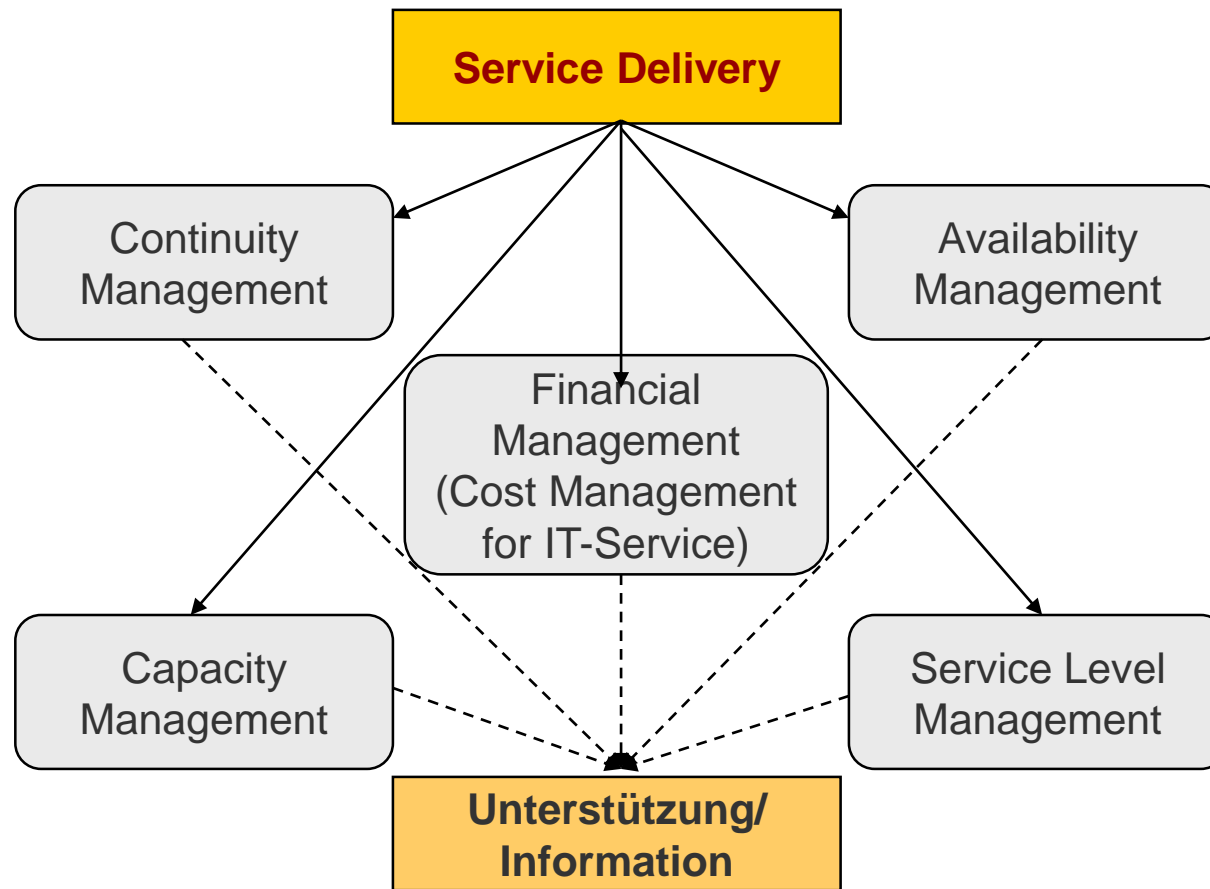 Service Delivery
Continuity
Management
Availability
Management
Financial
Management
(Cost Management
for IT-Service)
Capacity
Management
Service Level
Management
Unterstützung/
Information